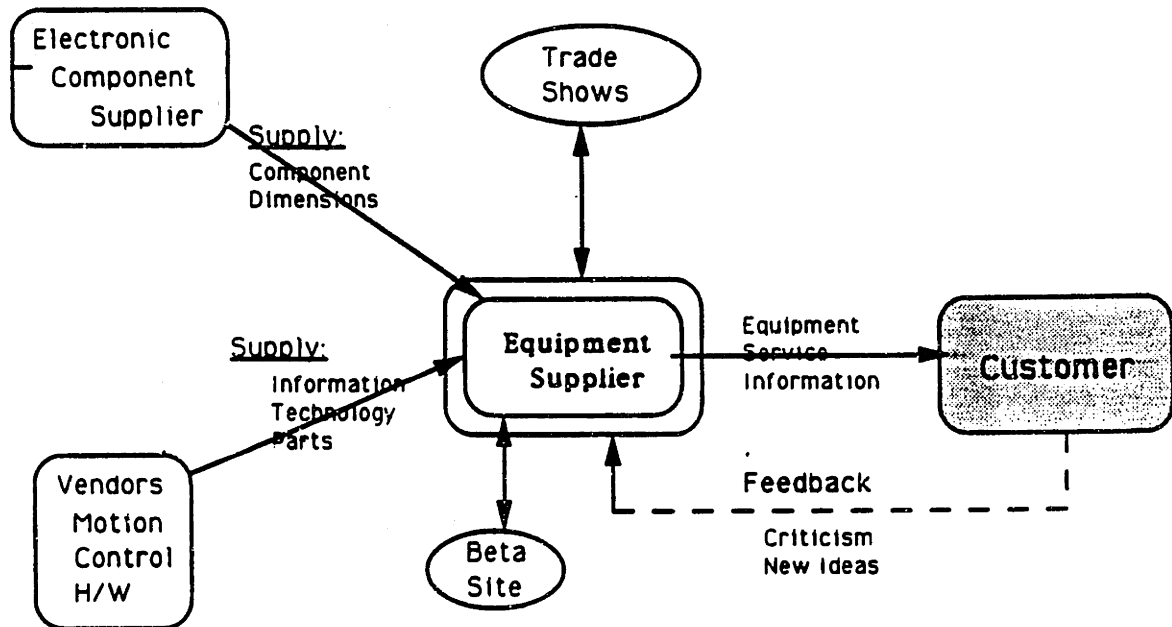 Electronic
Component
Supplier
Trade
Shows
Supply:
Component
Dimensions
Supply:
Information
Technology
Parts
Equipment
Supplier
Equipment
Service
Information
Customer
Vendors
Motion
Control
H/W
Beta
Site
Feedback
Criticism
New Ideas